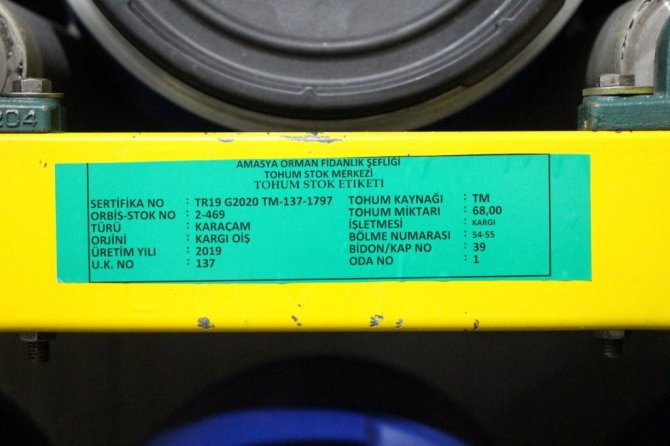 204
AMASYA ORMAN FİDANLIK ŞEFLİĞİ
TOHUM STOK MERKEZİ
TOHUM STOK ETİKETİ
SERTİFİKA NO : TR19 G2020 TM-137-1797 TOHUM KAYNAĞI : TM
ORBİS-STOK NO : 2-469 TOHUM MİKTARI : 68,00
TÜRÜ : KARAÇAM İŞLETMESİ : KARGI
ORJİNİ : KARGI OİŞ BÖLME NUMARASI : 54-55
ÜRETİM YILI : 2019 BİDON/KAP NO : 39
U.K. NO : 137 ODA NO : 1